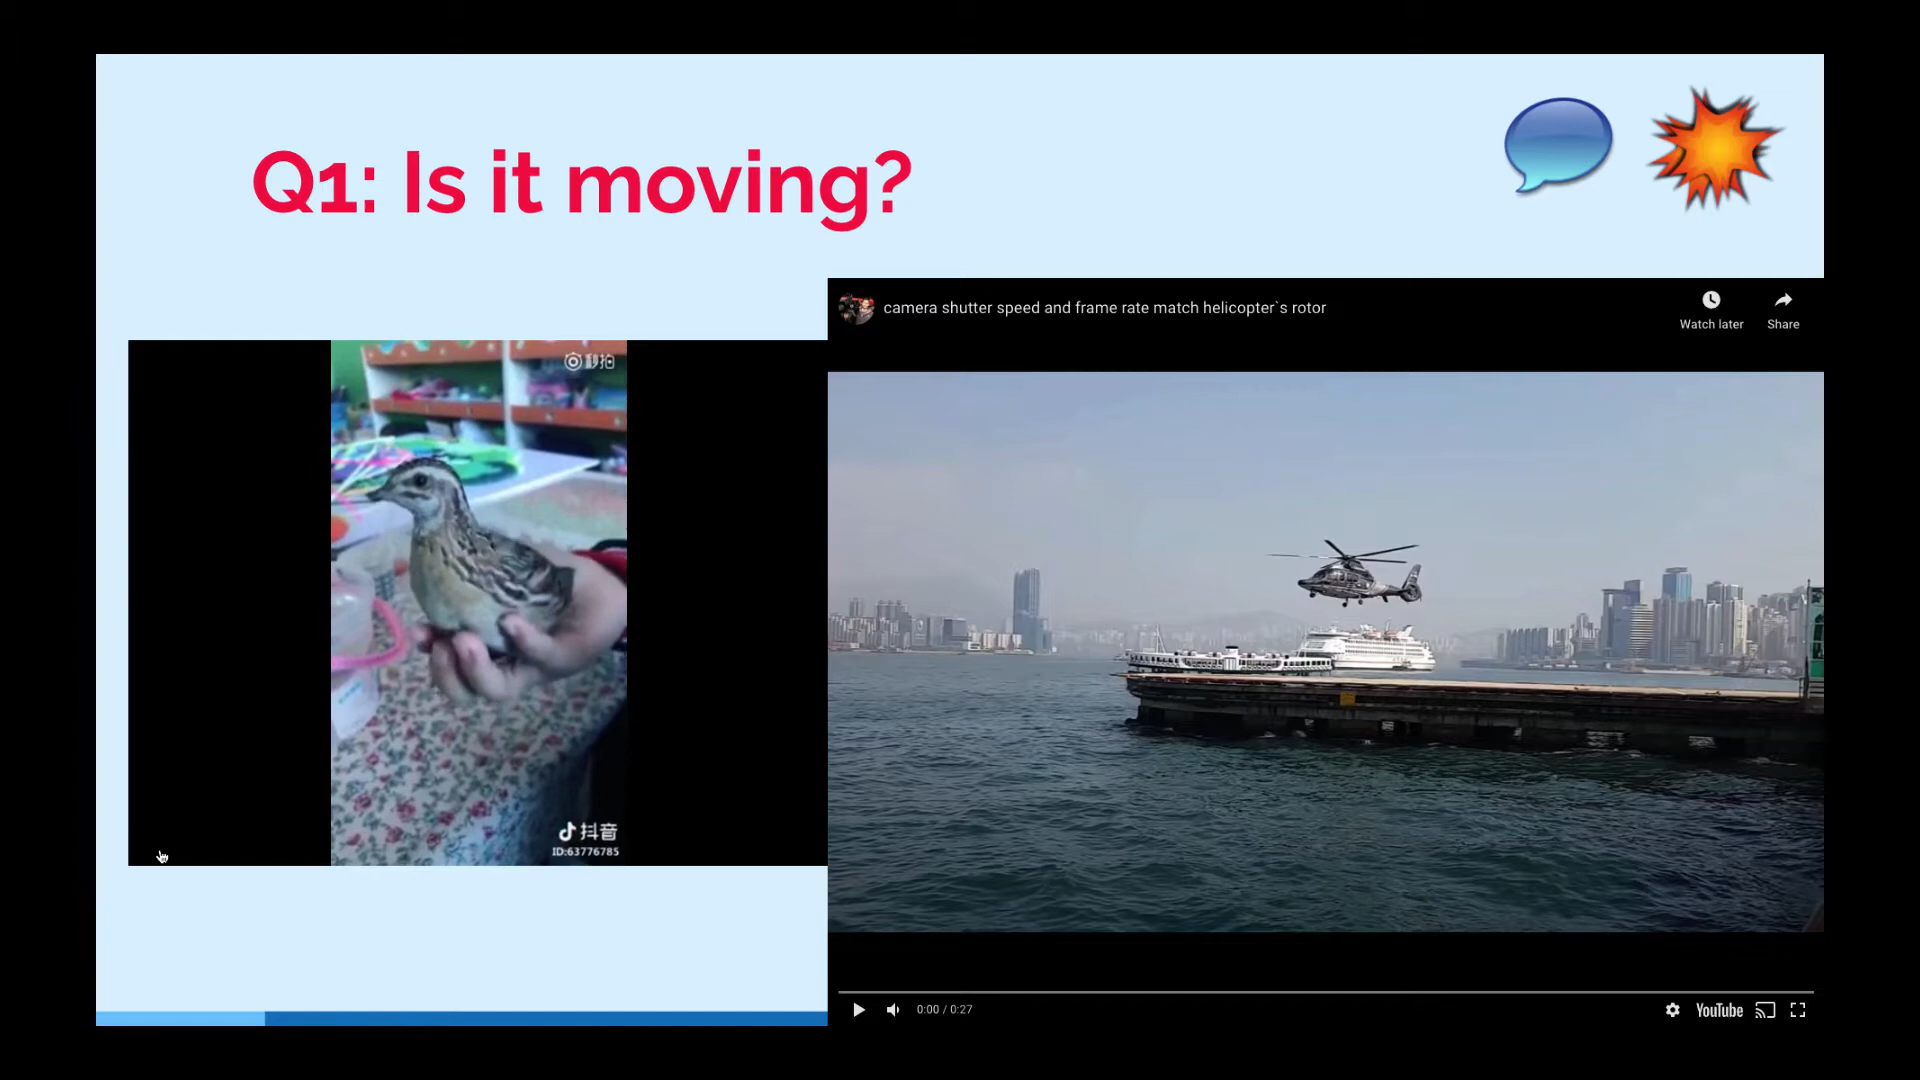 Q1: Is it moving?
camera shutter speed and frame rate match helicopter`s rotor
Watch later
Share
秒拍
抖音
ID:63776785
0:00 / 0:27
YouTube